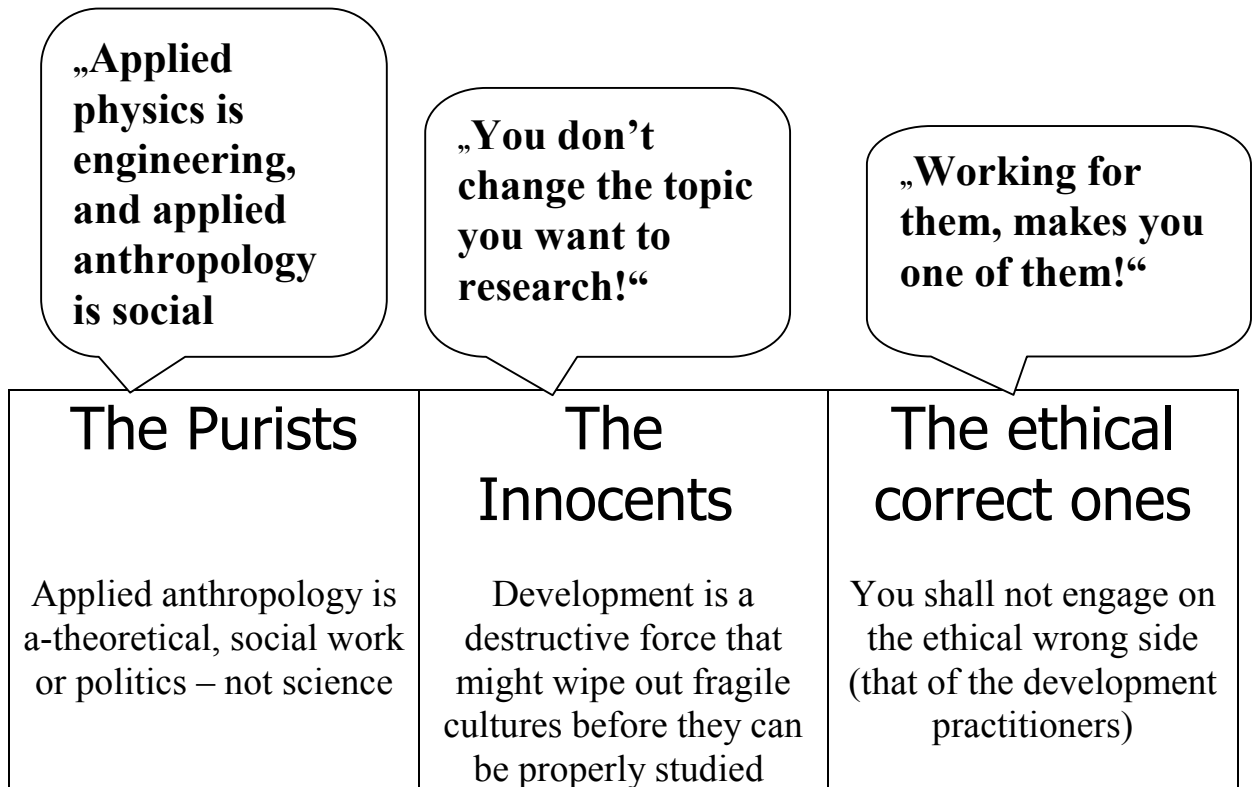 „Applied
physics is
engineering,
and applied
anthropology
is social
„You don’t
change the topic
you want to
research!“
„Working for
them, makes you
one of them!“
The Purists
Applied anthropology is
a-theoretical, social work
or politics – not science
The
Innocents
Development is a
destructive force that
might wipe out fragile
cultures before they can
be properly studied
The ethical
correct ones
You shall not engage on
the ethical wrong side
(that of the development
practitioners)